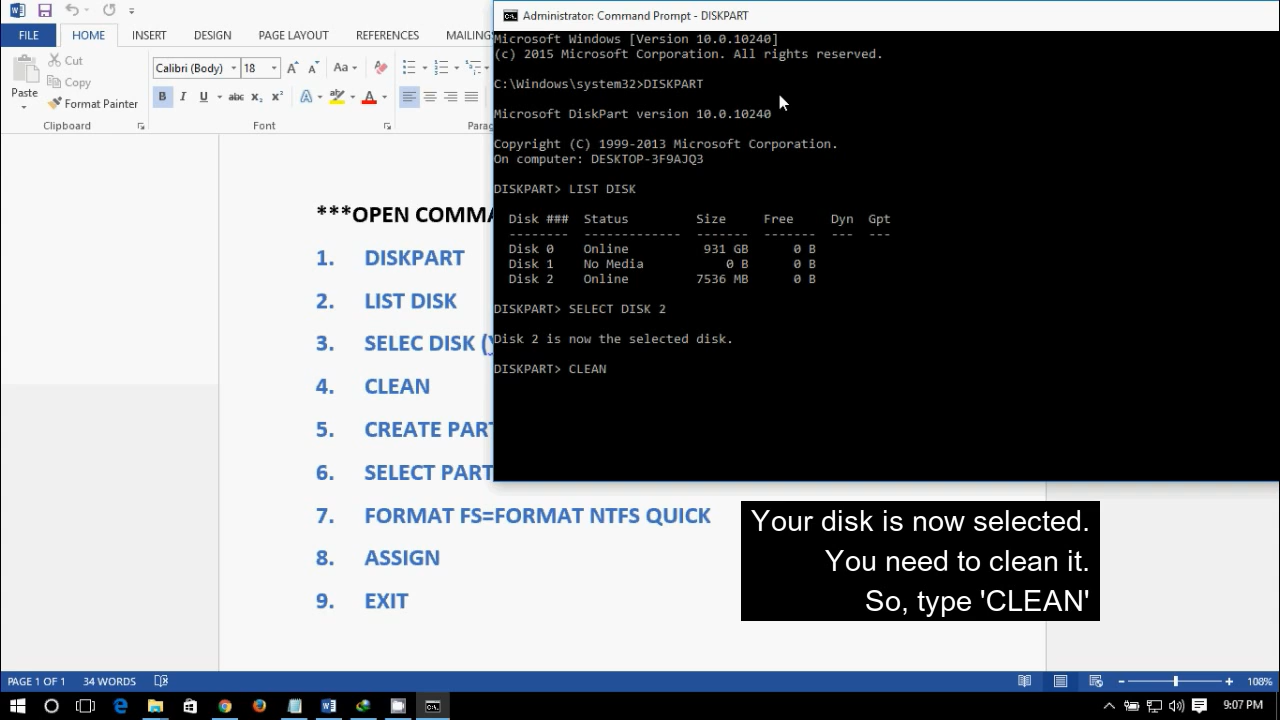 Administrator: Command Prompt - DISKPART
FILE HOME INSERT DESIGN PAGE LAYOUT REFERENCES MAILING
Cut
Copy
Format Painter
Paste
Clipboard
Calibri (Body) 18
Font
Parag
Microsoft Windows [Version 10.0.10240]
(c) 2015 Microsoft Corporation. All rights reserved.
C:\Windows\system32>DISKPART
Microsoft DiskPart version 10.0.10240
Copyright (C) 1999-2013 Microsoft Corporation.
On computer: DESKTOP-3F9AJQ3
DISKPART> LIST DISK
Disk ### Status Size Free Dyn Gpt
-------- ------------- ------- ------- --- ---
Disk 0 Online 931 GB 0 B
Disk 1 No Media 0 B 0 B
Disk 2 Online 7536 MB 0 B
DISKPART> SELECT DISK 2
Disk 2 is now the selected disk.
DISKPART> CLEAN
***OPEN COMMA
1. DISKPART
2. LIST DISK
3. SELEC DISK (
4. CLEAN
5. CREATE PART
6. SELECT PART
7. FORMAT FS=FORMAT NTFS QUICK
8. ASSIGN
9. EXIT
Your disk is now selected.
You need to clean it.
So, type 'CLEAN'
PAGE 1 OF 1 34 WORDS 108%
9:07 PM